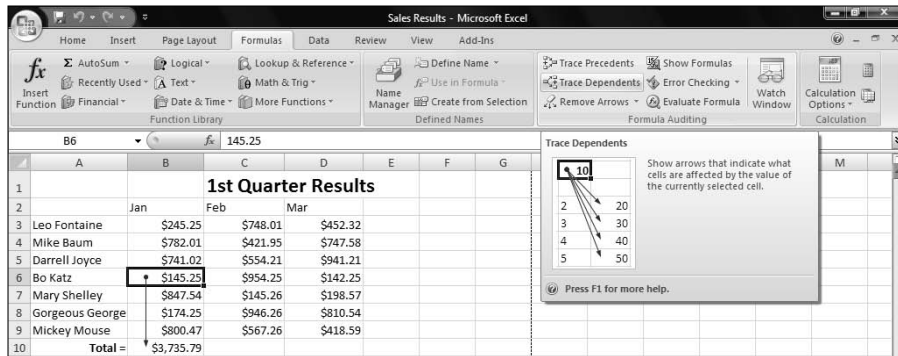 Sales Results - Microsoft Excel
Home Insert Page Layout Formulas Data Review View Add-Ins
fx Insert Function
Σ AutoSum
Recently Used
Financial
Logical
A Text
Date & Time
Lookup & Reference
Math & Trig
More Functions
Function Library
Name Manager
Define Name
Use in Formula
Create from Selection
Defined Names
Trace Precedents
Trace Dependents
Remove Arrows
Show Formulas
Error Checking
Evaluate Formula
Watch Window
Formula Auditing
Calculation Options
Calculation
B6 fx 145.25
A B C D E F G M
1 1st Quarter Results
2 Jan Feb Mar
3 Leo Fontaine $245.25 $748.01 $452.32
4 Mike Baum $782.01 $421.95 $747.58
5 Darrell Joyce $741.02 $554.21 $941.21
6 Bo Katz $145.25 $954.25 $142.25
7 Mary Shelley $847.54 $145.26 $198.57
8 Gorgeous George $174.25 $946.26 $810.54
9 Mickey Mouse $800.47 $567.26 $418.59
10 Total = $3,735.79
Trace Dependents
10
2 20
3 30
4 40
5 50
Show arrows that indicate what
cells are affected by the value of
the currently selected cell.
Press F1 for more help.